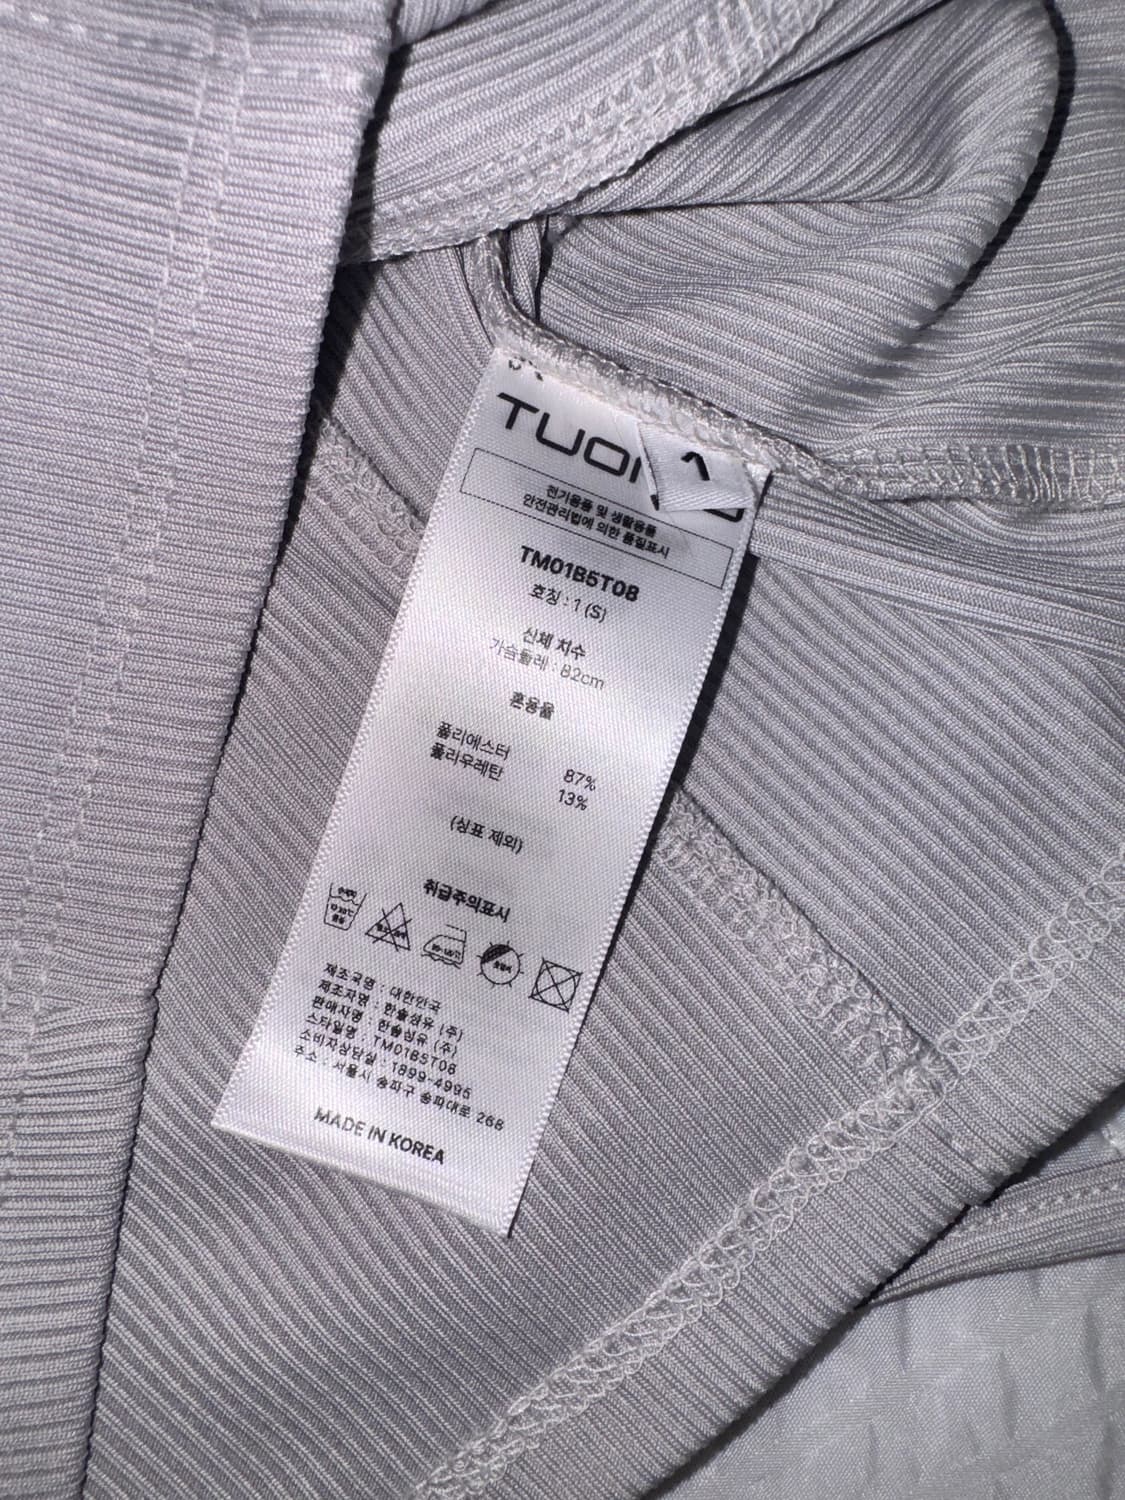 TUON
전기용품 및 생활용품
안전관리법에 의한 품질표시
TM01B5T08
호칭 : 1 (S)
신체 치수
가슴둘레 : 82cm
혼용율
폴리에스터 87%
폴리우레탄 13%
(심표 제외)
취급주의표시
제조국명 : 대한민국
제조자명 : 한솔섬유 (주)
판매자명 : 한솔섬유 (주)
스타일명 : TM01B5T08
소비자상담실 : 1899-4995
주소 : 서울시 송파구 송파대로 268
MADE IN KOREA